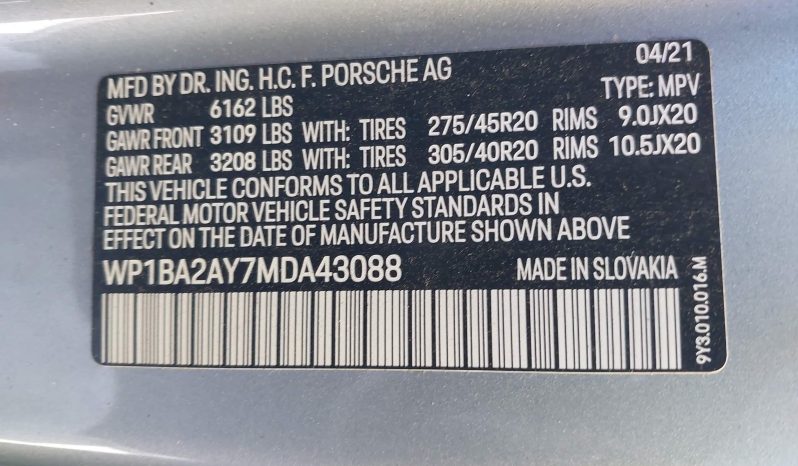 04/21
MFD BY DR. ING. H.C. F. PORSCHE AG
TYPE: MPV
GVWR 6162 LBS
GAWR FRONT 3109 LBS WITH: TIRES 275/45R20 RIMS 9.0JX20
GAWR REAR 3208 LBS WITH: TIRES 305/40R20 RIMS 10.5JX20
THIS VEHICLE CONFORMS TO ALL APPLICABLE U.S.
FEDERAL MOTOR VEHICLE SAFETY STANDARDS IN
EFFECT ON THE DATE OF MANUFACTURE SHOWN ABOVE
WP1BA2AY7MDA43088 MADE IN SLOVAKIA
9Y3.010.016.M